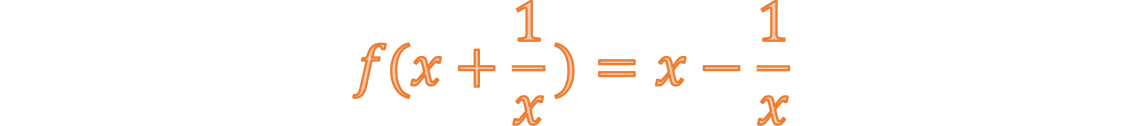 f(x + 1/x) = x − 1/x